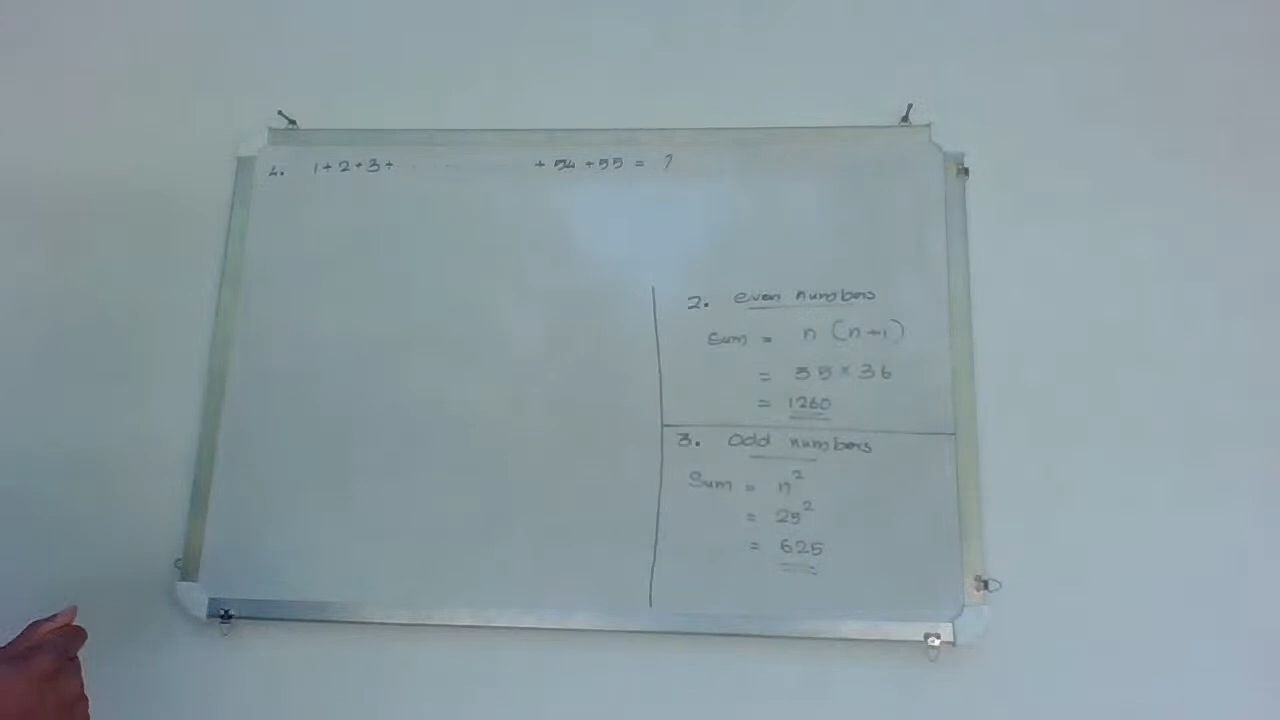 4. 1+2+3+ . . . . . . +54+55 = ?
2. even numbers
Sum = n (n+1)
= 35 × 36
= 1260
3. Odd numbers
Sum = n²
= 25²
= 625